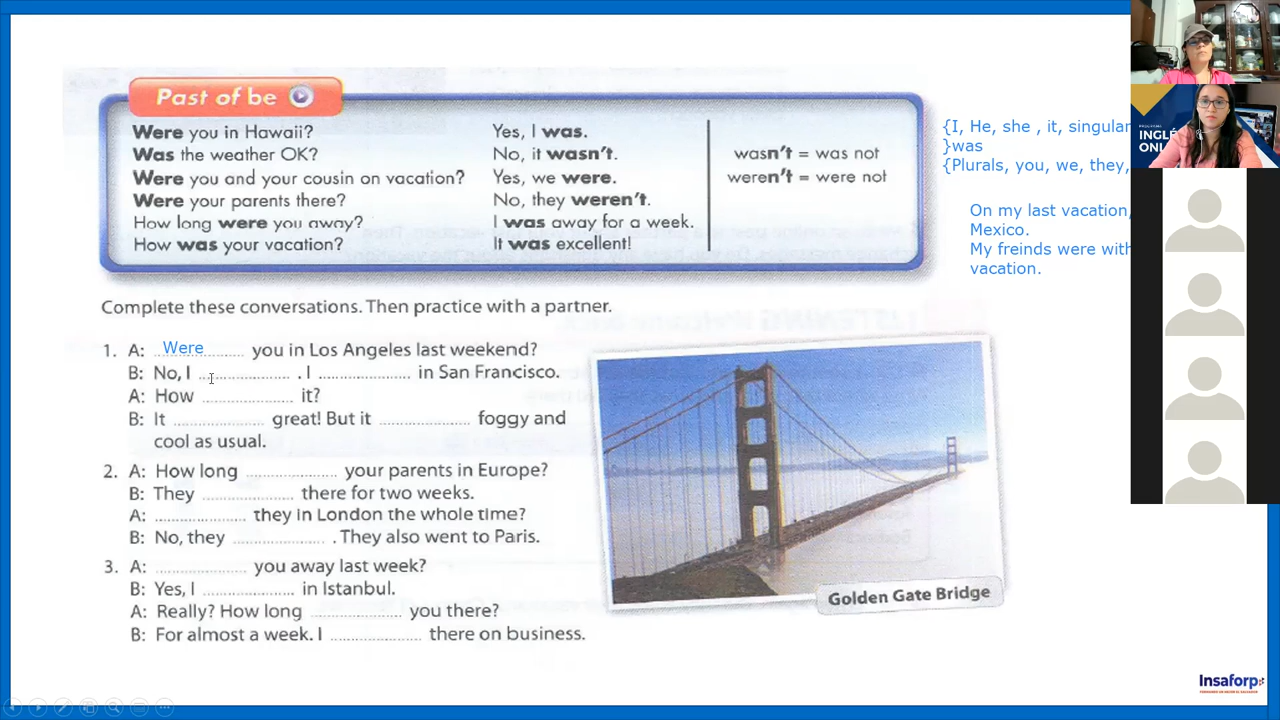 Past of be
Were you in Hawaii? Yes, I was.
Was the weather OK? No, it wasn't. wasn't = was not
Were you and your cousin on vacation? Yes, we were. weren't = were not
Were your parents there? No, they weren't.
How long were you away? I was away for a week.
How was your vacation? It was excellent!
{I, He, she , it, singular
}was
{Plurals, you, we, they,
On my last vacation,
Mexico.
My freinds were with
vacation.
Complete these conversations. Then practice with a partner.
1. A: Were you in Los Angeles last weekend?
B: No, I .................... . I .................... in San Francisco.
A: How .................... it?
B: It .................... great! But it .................... foggy and
cool as usual.
2. A: How long .................... your parents in Europe?
B: They .................... there for two weeks.
A: .................... they in London the whole time?
B: No, they .................... . They also went to Paris.
3. A: .................... you away last week?
B: Yes, I .................... in Istanbul.
A: Really? How long .................... you there?
B: For almost a week. I .................... there on business.
Golden Gate Bridge
INGLÉ
ONL
Insaforp